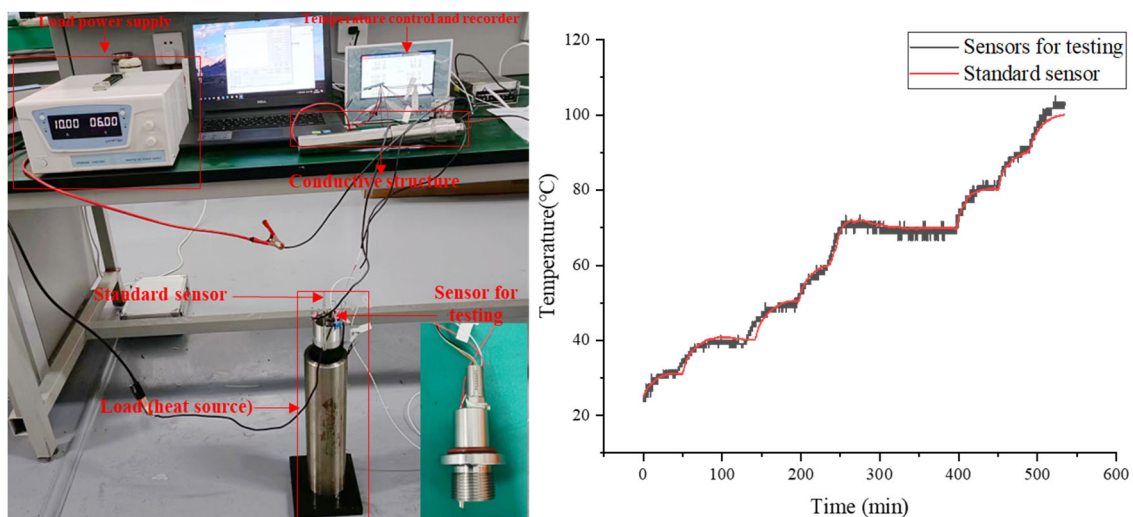 Load power supply
Temperature control and recorder
10.00 06.00
DELL
Conductive structure
Standard sensor
Sensor for
testing
Load (heat source)
Sensors for testing
Standard sensor
Temperature(°C)
120
100
80
60
40
20
0
100
200
300
400
500
600
Time (min)